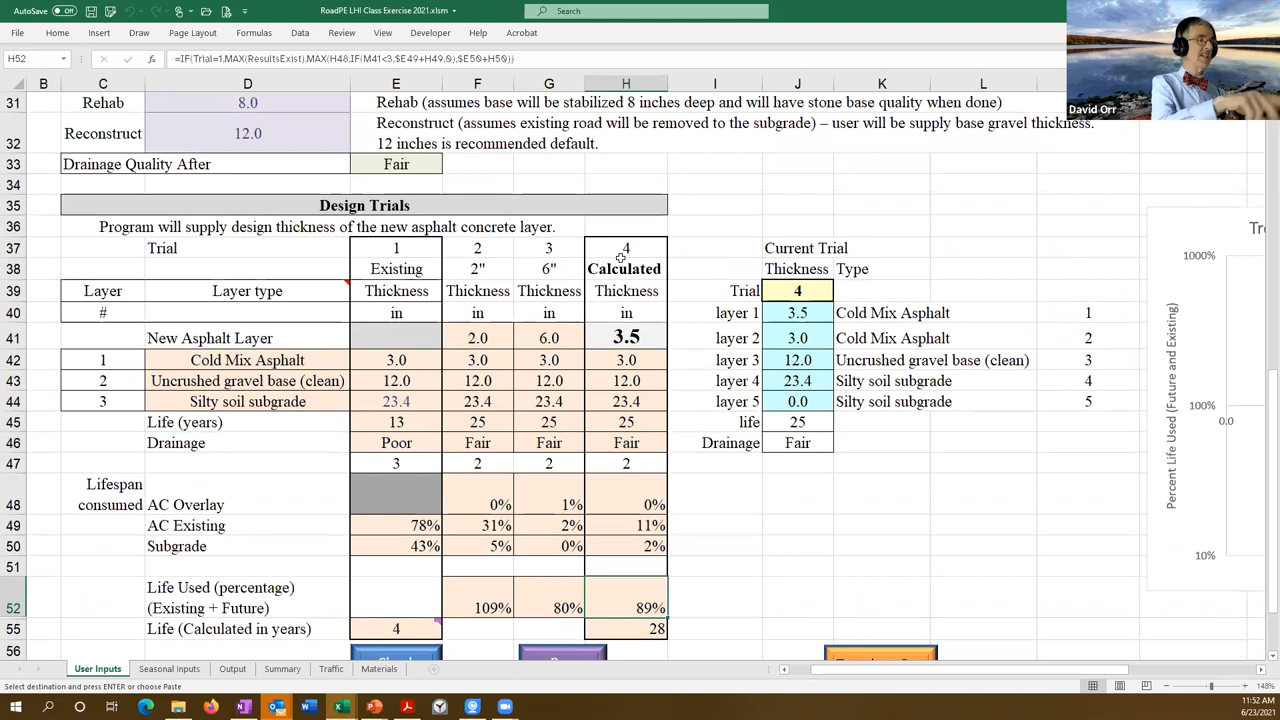 AutoSave Off RoadPE LHI Class Exercise 2021.xlsm Search
File Home Insert Draw Page Layout Formulas Data Review View Developer Help Acrobat
H52 fx =IF(Trial=1,MAX(ResultsExist),MAX(H48,IF(M41<3,$E49+H49,0),$E50+H50))
David Orr
B C D E F G H I J K L
31 Rehab 8.0 Rehab (assumes base will be stabilized 8 inches deep and will have stone base quality when done)
Reconstruct 12.0 Reconstruct (assumes existing road will be removed to the subgrade) – user will be supply base gravel thickness.
32 12 inches is recommended default.
33 Drainage Quality After Fair
34
35 Design Trials
36 Program will supply design thickness of the new asphalt concrete layer.
37 Trial 1 2 3 4 Current Trial
38 Existing 2" 6" Calculated Thickness Type
39 Layer Layer type Thickness Thickness Thickness Thickness Trial 4
40 # in in in in layer 1 3.5 Cold Mix Asphalt 1
41 New Asphalt Layer 2.0 6.0 3.5 layer 2 3.0 Cold Mix Asphalt 2
42 1 Cold Mix Asphalt 3.0 3.0 3.0 3.0 layer 3 12.0 Uncrushed gravel base (clean) 3
43 2 Uncrushed gravel base (clean) 12.0 12.0 12.0 12.0 layer 4 23.4 Silty soil subgrade 4
44 3 Silty soil subgrade 23.4 23.4 23.4 23.4 layer 5 0.0 Silty soil subgrade 5
45 Life (years) 13 25 25 25 life 25
46 Drainage Poor Fair Fair Fair Drainage Fair
47 3 2 2 2
Lifespan
48 consumed AC Overlay 0% 1% 0%
49 AC Existing 78% 31% 2% 11%
50 Subgrade 43% 5% 0% 2%
51
Life Used (percentage)
52 (Existing + Future) 109% 80% 89%
55 Life (Calculated in years) 4 28
56
1000%
100%
0.0
10%
Percent Life Used (Future and Existing)
User Inputs Seasonal Inputs Output Summary Traffic Materials
Select destination and press ENTER or choose Paste 148%
11:52 AM
6/23/2021